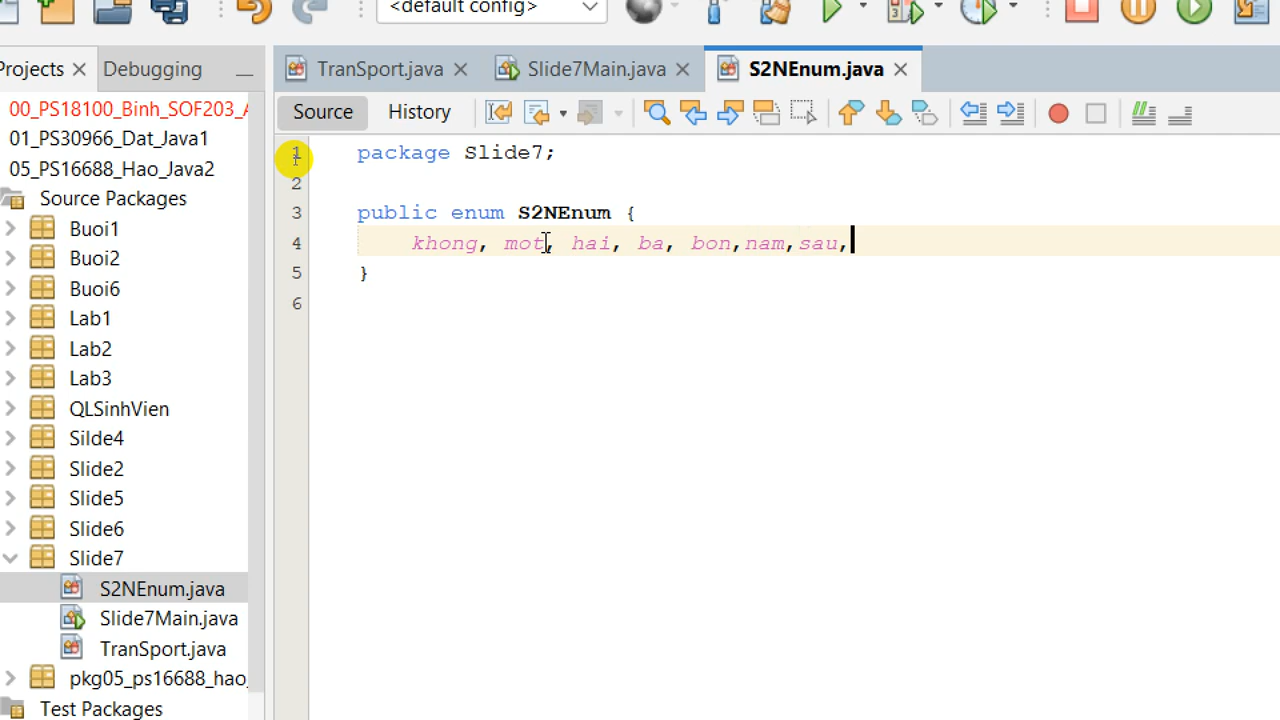 <default config>
Projects
Debugging
TranSport.java
Slide7Main.java
S2NEnum.java
Source
History
00_PS18100_Binh_SOF203_A
01_PS30966_Dat_Java1
05_PS16688_Hao_Java2
Source Packages
Buoi1
Buoi2
Buoi6
Lab1
Lab2
Lab3
QLSinhVien
Silde4
Slide2
Slide5
Slide6
Slide7
S2NEnum.java
Slide7Main.java
TranSport.java
pkg05_ps16688_hao_
Test Packages
1 package Slide7;
2
3 public enum S2NEnum {
4 khong, mot, hai, ba, bon,nam,sau,
5 }
6